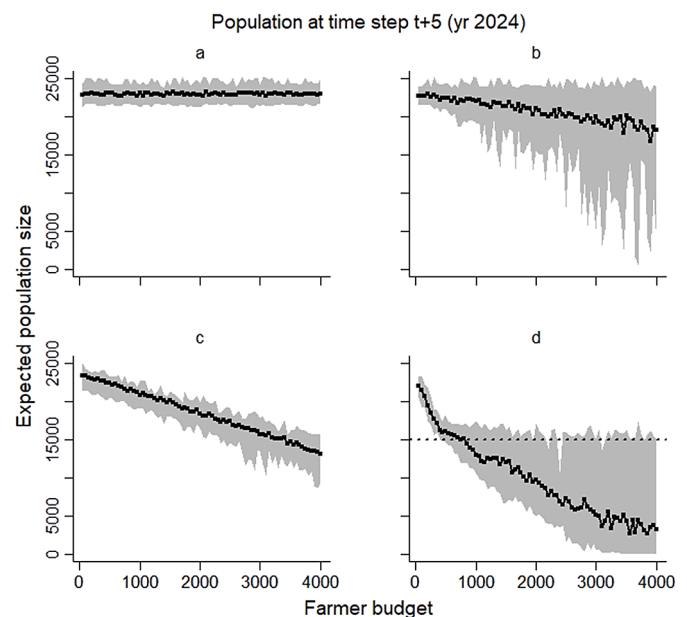 Population at time step t+5 (yr 2024)
a b
25000
15000
5000
0
c d
25000
15000
5000
0
Expected population size
0 1000 2000 3000 4000 0 1000 2000 3000 4000
Farmer budget